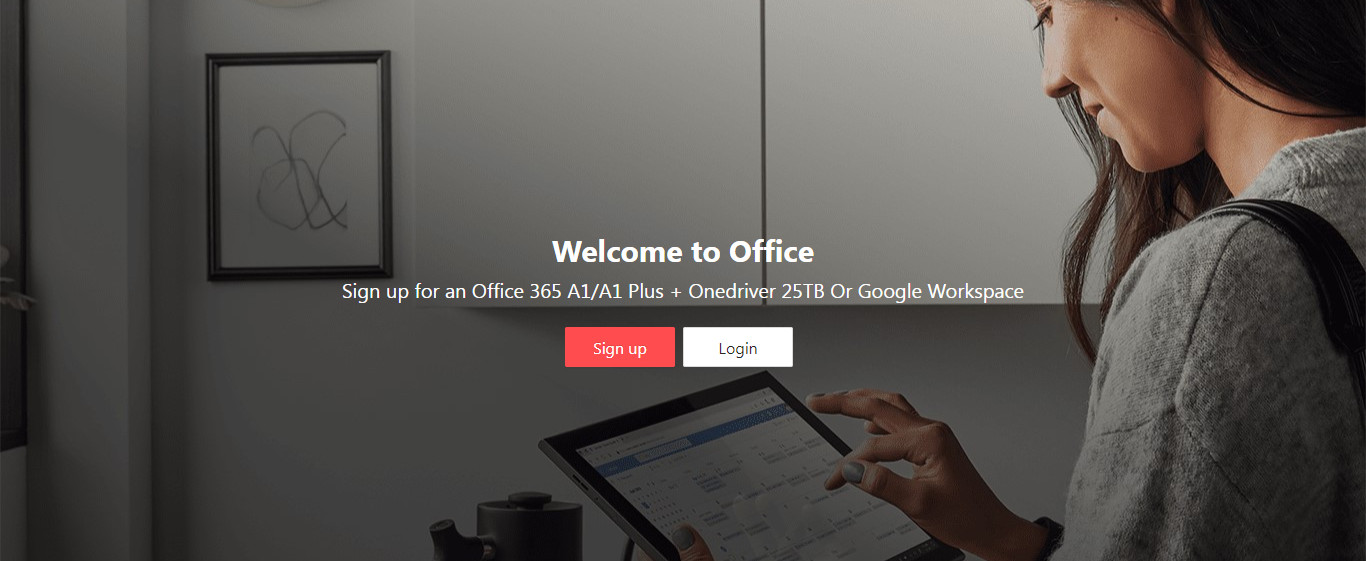 Welcome to Office
Sign up for an Office 365 A1/A1 Plus + Onedriver 25TB Or Google Workspace
Sign up
Login